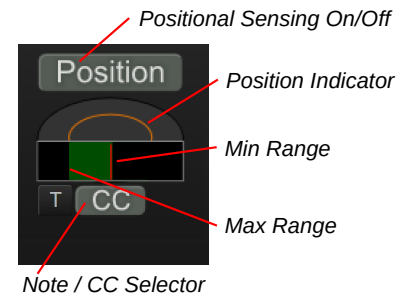 Positional Sensing On/Off
Position
Position Indicator
Min Range
T CC
Max Range
Note / CC Selector